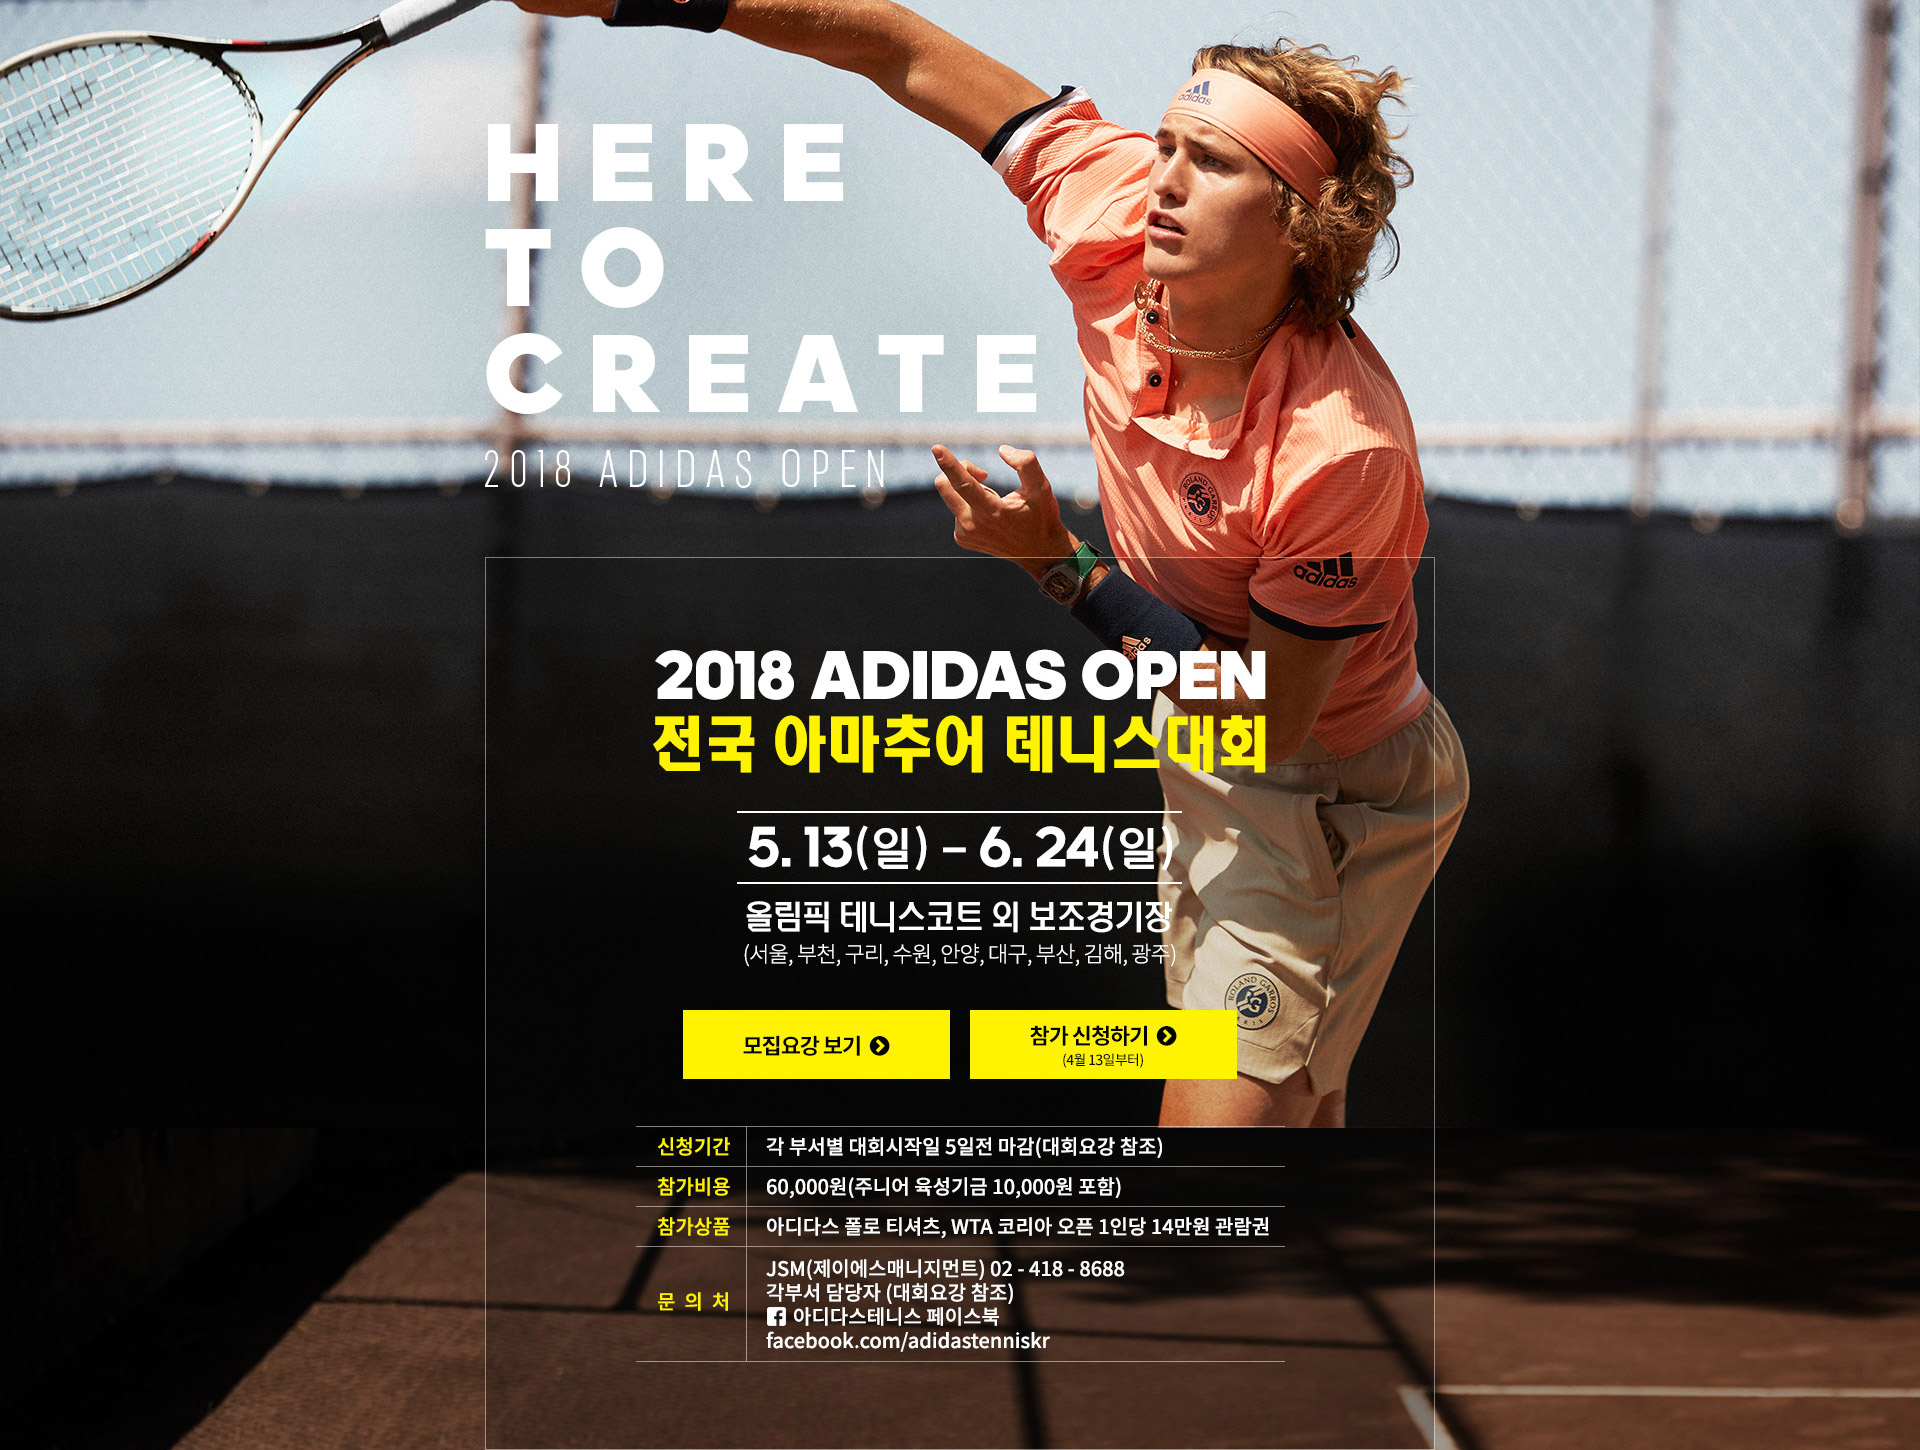 adidas
HERE
TO
CREATE
2018 ADIDAS OPEN
ROLAND GARROS
adidas
adidas
2018 ADIDAS OPEN
전국 아마추어 테니스대회
5. 13(일) – 6. 24(일)
올림픽 테니스코트 외 보조경기장
(서울, 부천, 구리, 수원, 안양, 대구, 부산, 김해, 광주)
ROLAND GARROS
모집요강 보기
참가 신청하기
(4월 13일부터)
신청기간 각 부서별 대회시작일 5일전 마감(대회요강 참조)
참가비용 60,000원(주니어 육성기금 10,000원 포함)
참가상품 아디다스 폴로 티셔츠, WTA 코리아 오픈 1인당 14만원 관람권
문 의 처 JSM(제이에스매니지먼트) 02 - 418 - 8688
각부서 담당자 (대회요강 참조)
아디다스테니스 페이스북
facebook.com/adidastenniskr